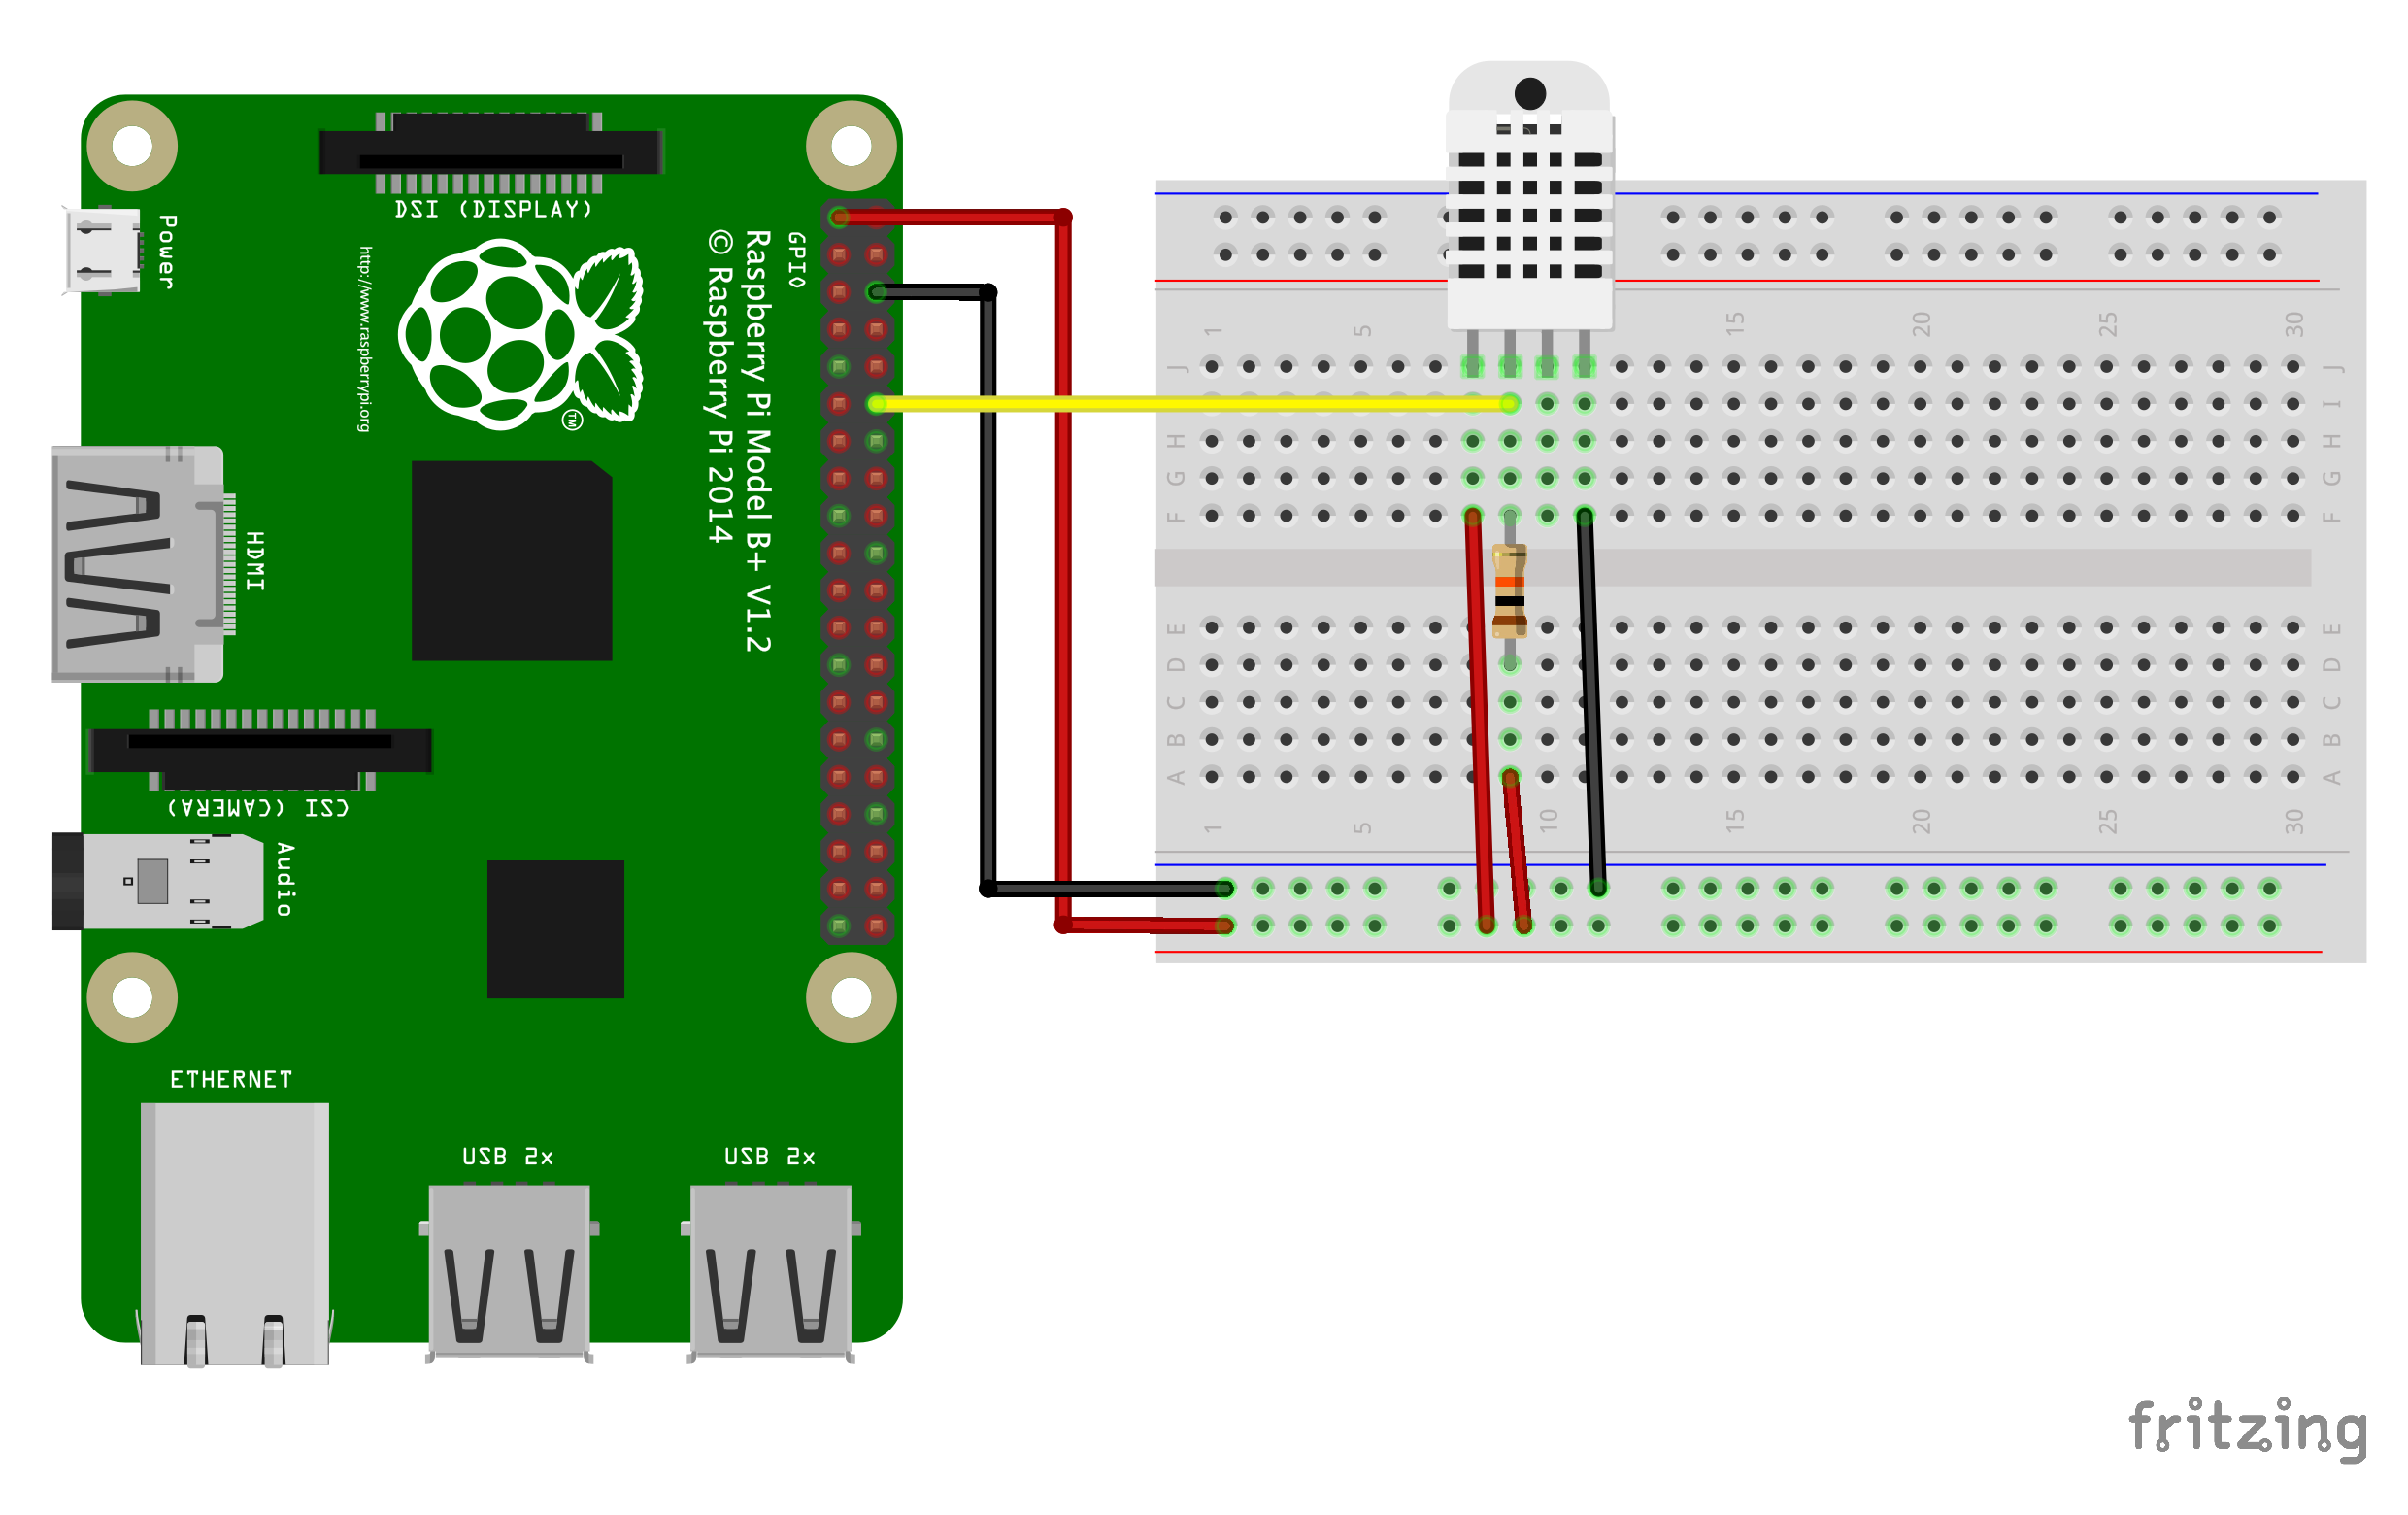 DSI (DISPLAY)
Power
http://www.raspberrypi.org
TM
GPIO
Raspberry Pi Model B+ V1.2
© Raspberry Pi 2014
HDMI
CSI (CAMERA)
Audio
ETHERNET
USB 2x
USB 2x
1 5 15 20 25 30
J J
I
H H
G G
F F
E E
D D
C C
B B
A A
1 5 10 15 20 25 30
fritzing